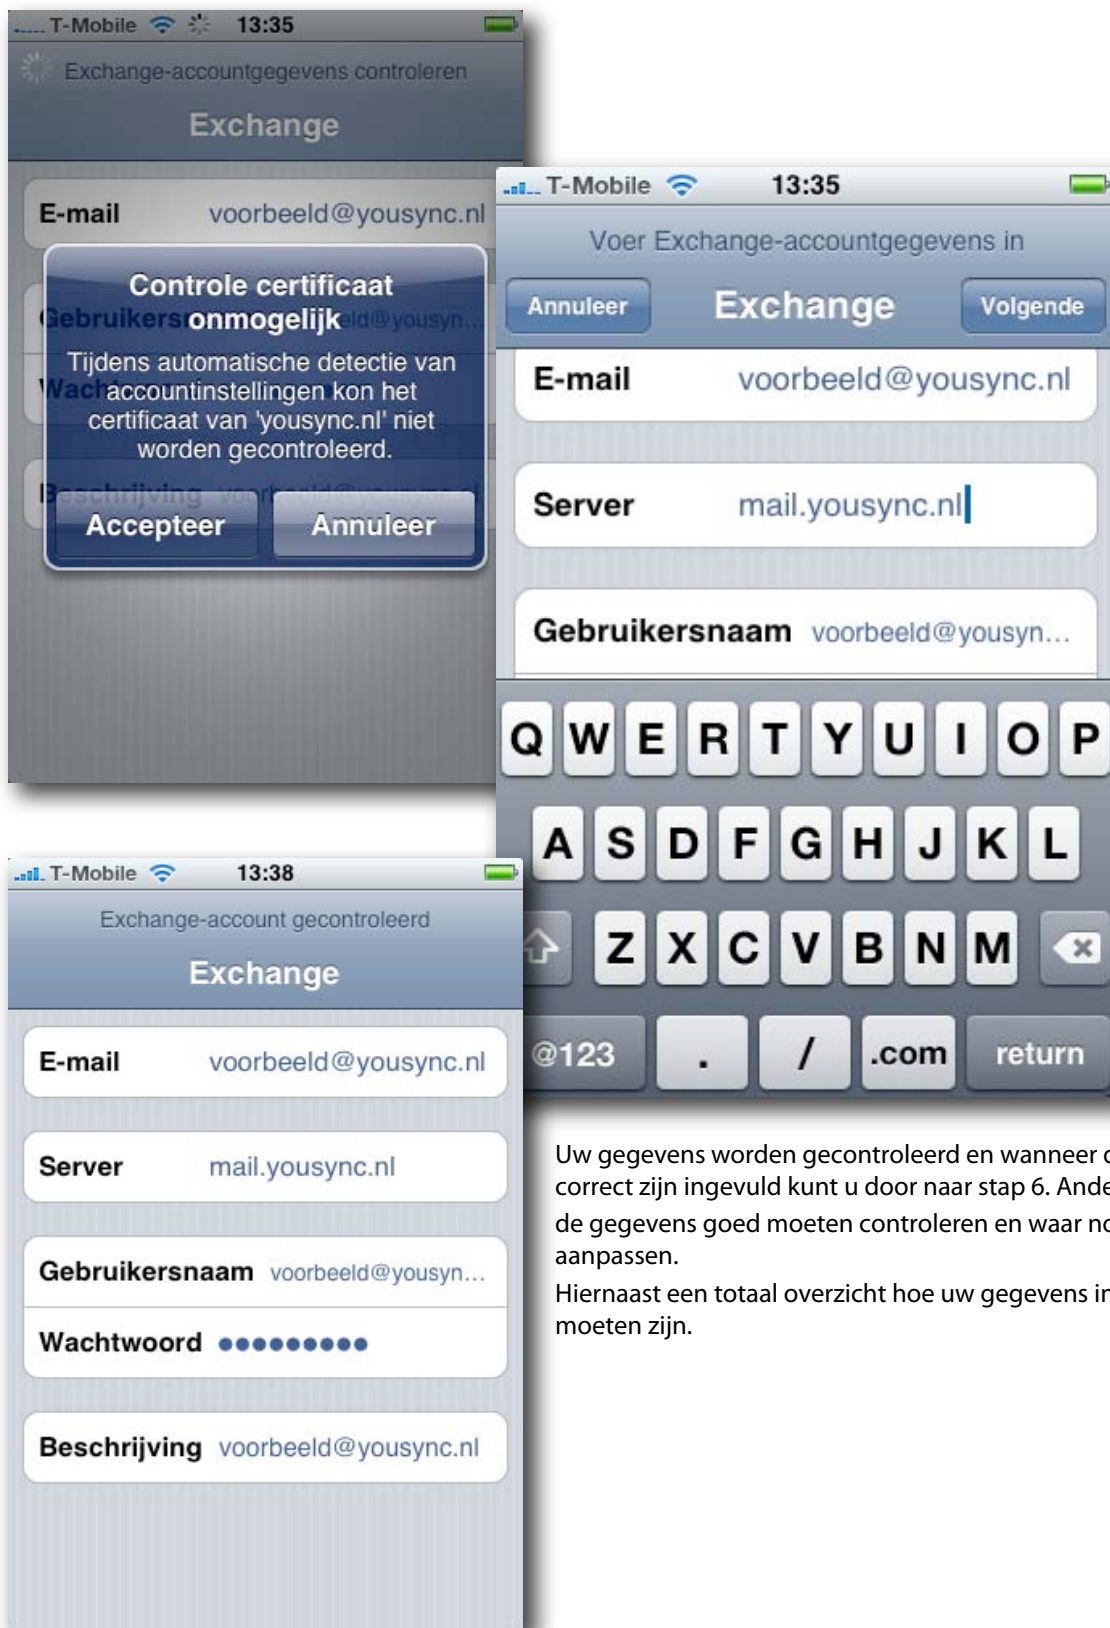 T-Mobile 13:35
Exchange-accountgegevens controleren
Exchange
E-mail voorbeeld@yousync.nl
Controle certificaat
onmogelijk
Tijdens automatische detectie van
accountinstellingen kon het
certificaat van 'yousync.nl' niet
worden gecontroleerd.
Accepteer Annuleer
T-Mobile 13:35
Voer Exchange-accountgegevens in
Annuleer Exchange Volgende
E-mail voorbeeld@yousync.nl
Server mail.yousync.nl
Gebruikersnaam voorbeeld@yousyn...
Q W E R T Y U I O P
A S D F G H J K L
Z X C V B N M
@123 . / .com return
T-Mobile 13:38
Exchange-account gecontroleerd
Exchange
E-mail voorbeeld@yousync.nl
Server mail.yousync.nl
Gebruikersnaam voorbeeld@yousyn...
Wachtwoord ●●●●●●●●●
Beschrijving voorbeeld@yousync.nl
Uw gegevens worden gecontroleerd en wanneer
correct zijn ingevuld kunt u door naar stap 6.
de gegevens goed moeten controleren en waar
aanpassen.
Hiernaast een totaal overzicht hoe uw gegevens
moeten zijn.